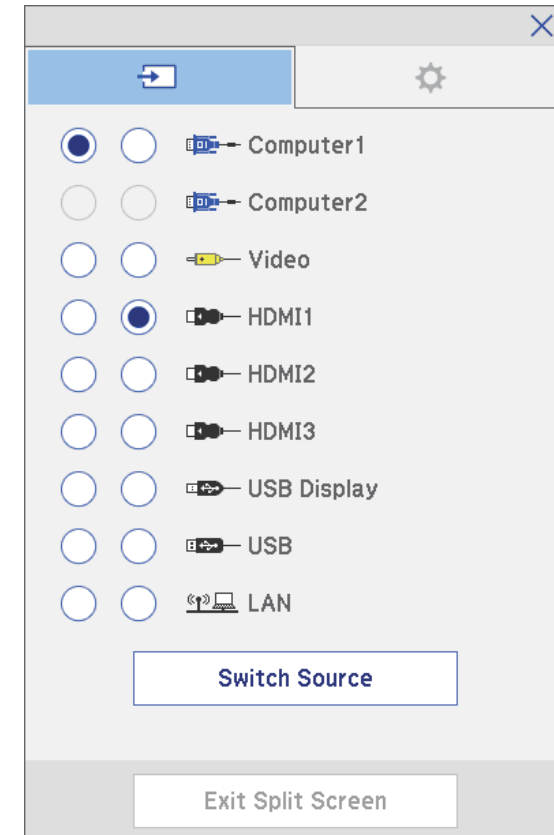 Computer1
Computer2
Video
HDMI1
HDMI2
HDMI3
USB Display
USB
LAN
Switch Source
Exit Split Screen